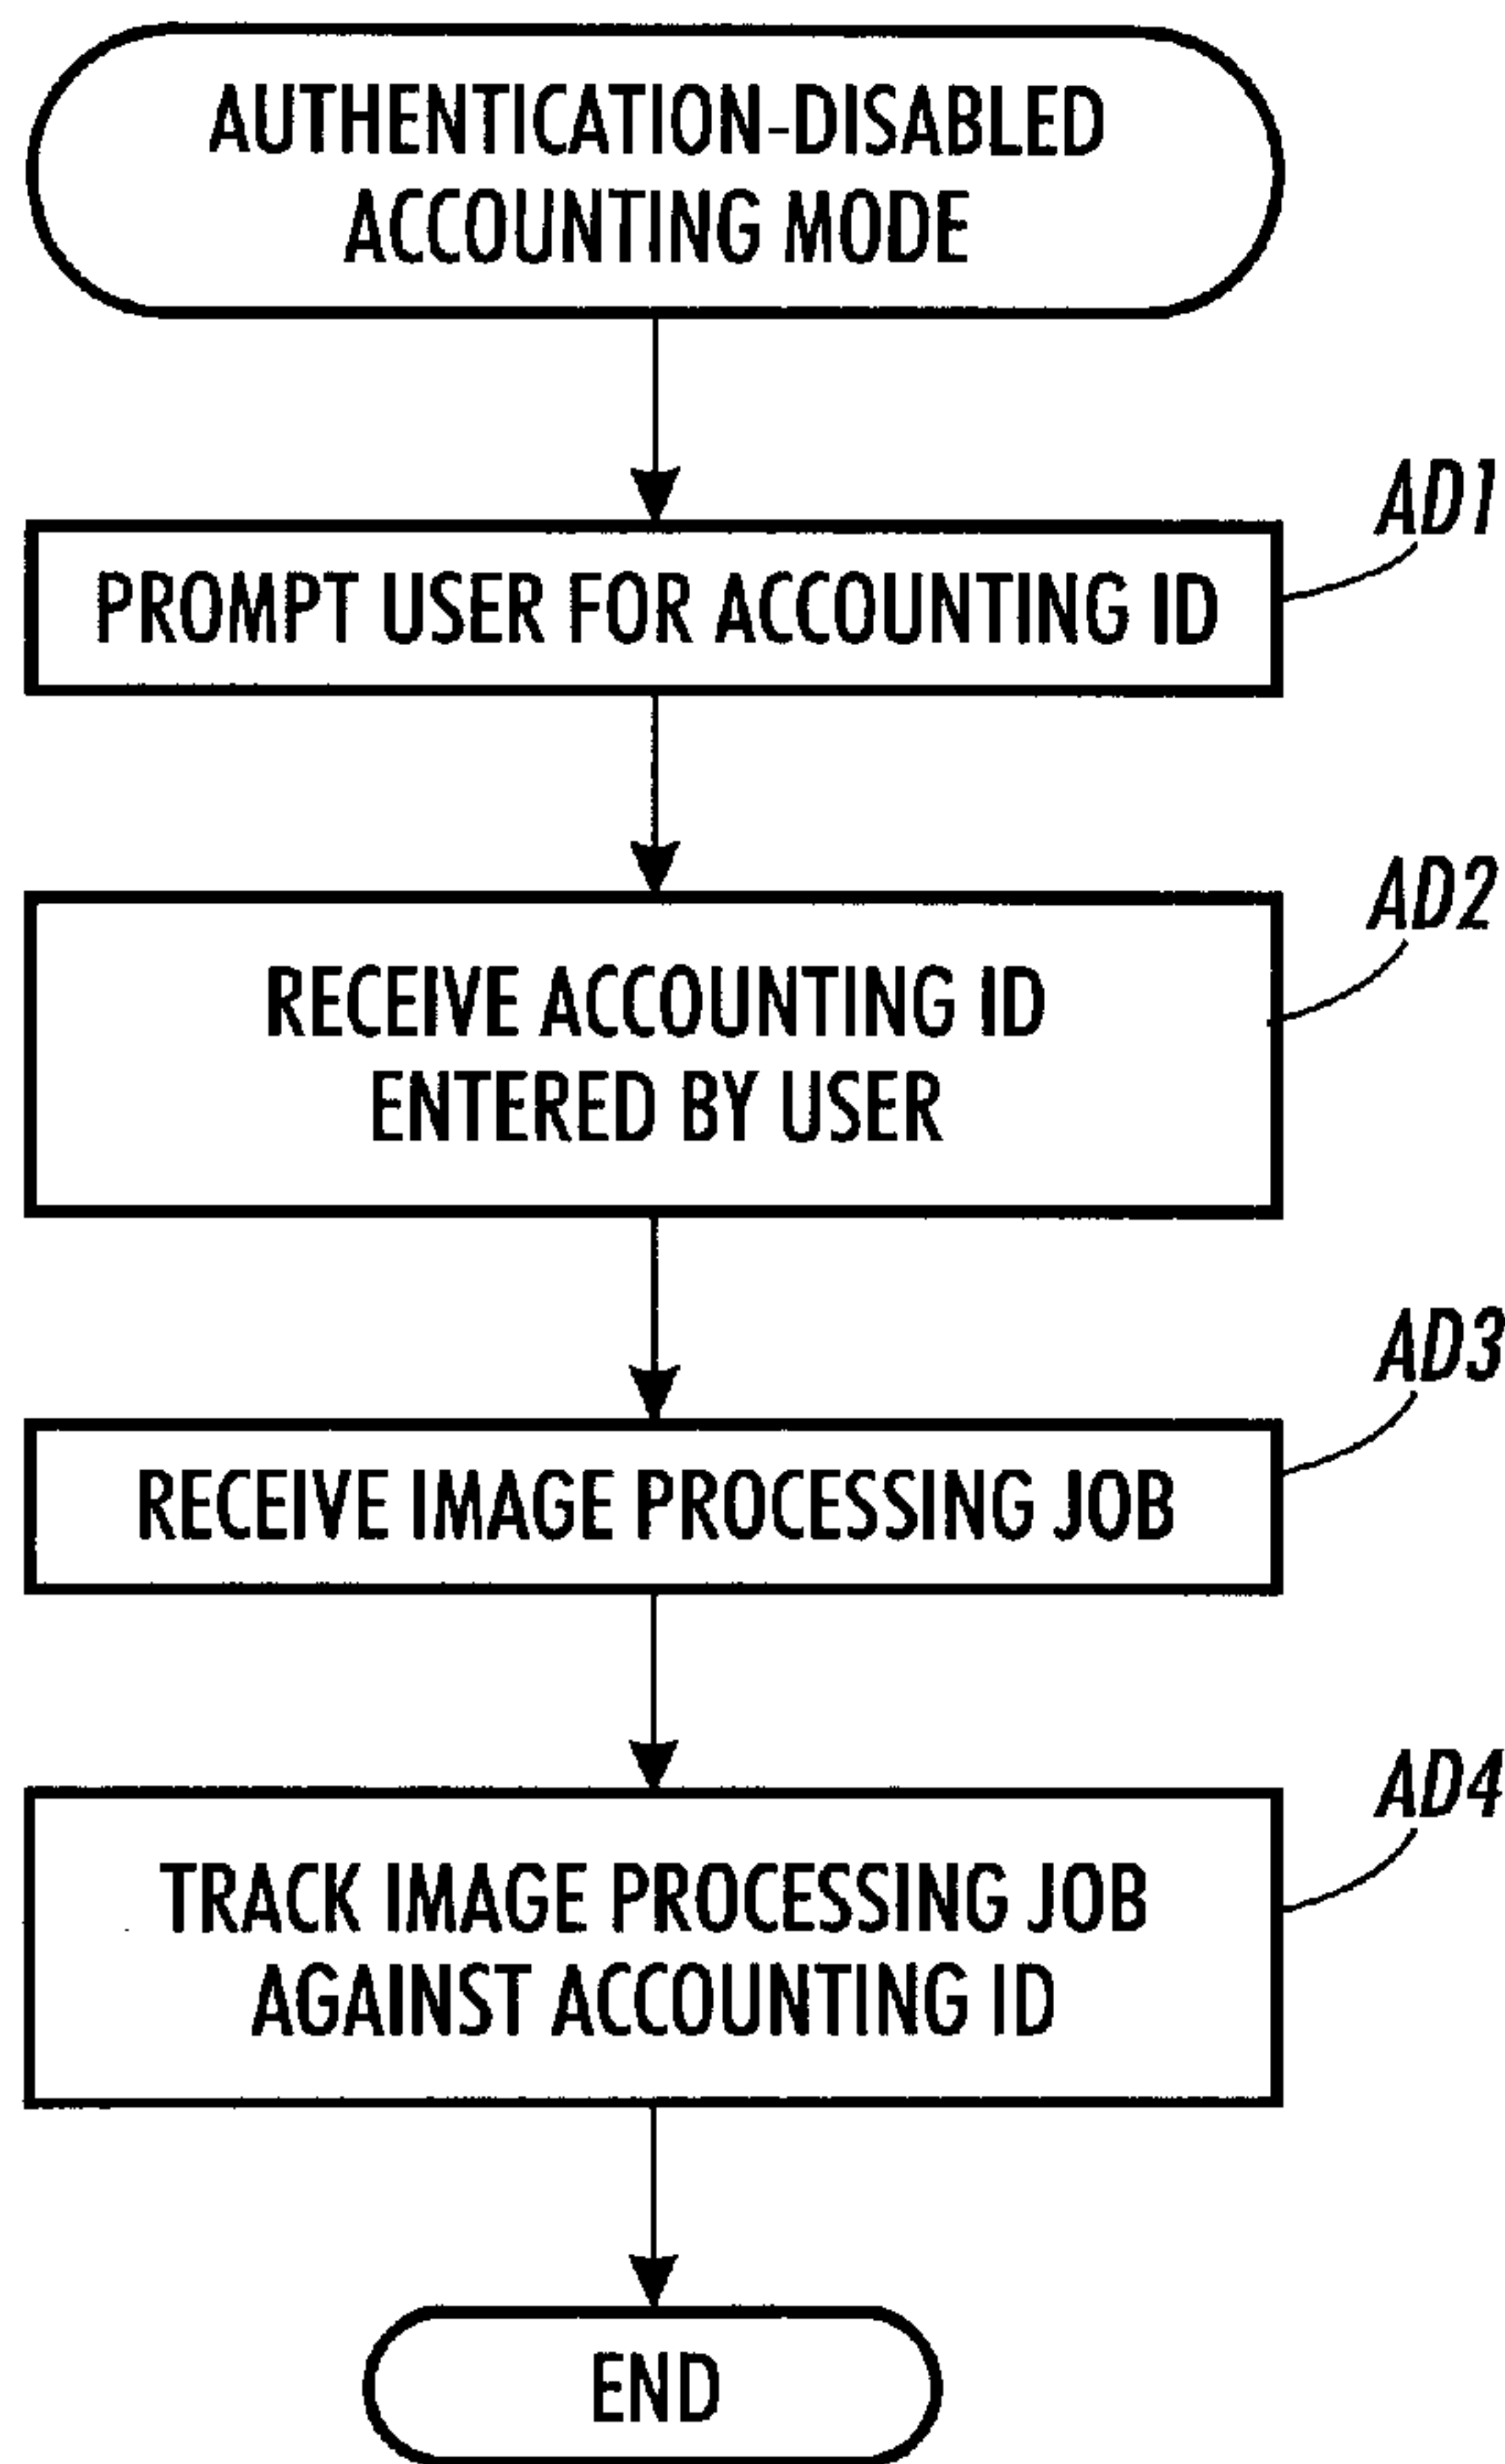 AUTHENTICATION-DISABLED
ACCOUNTING MODE
AD1
PROMPT USER FOR ACCOUNTING ID
AD2
RECEIVE ACCOUNTING ID
ENTERED BY USER
AD3
RECEIVE IMAGE PROCESSING JOB
AD4
TRACK IMAGE PROCESSING JOB
AGAINST ACCOUNTING ID
END